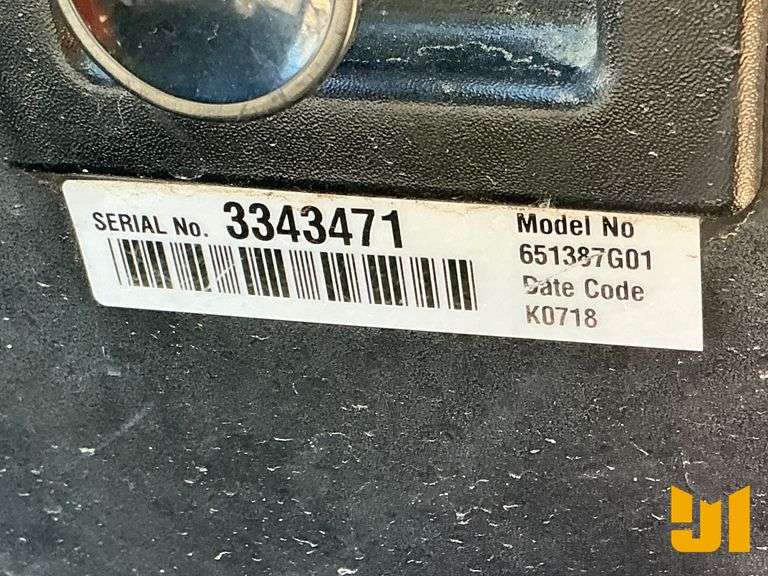 SERIAL No. 3343471
Model No
651387G01
Date Code
K0718